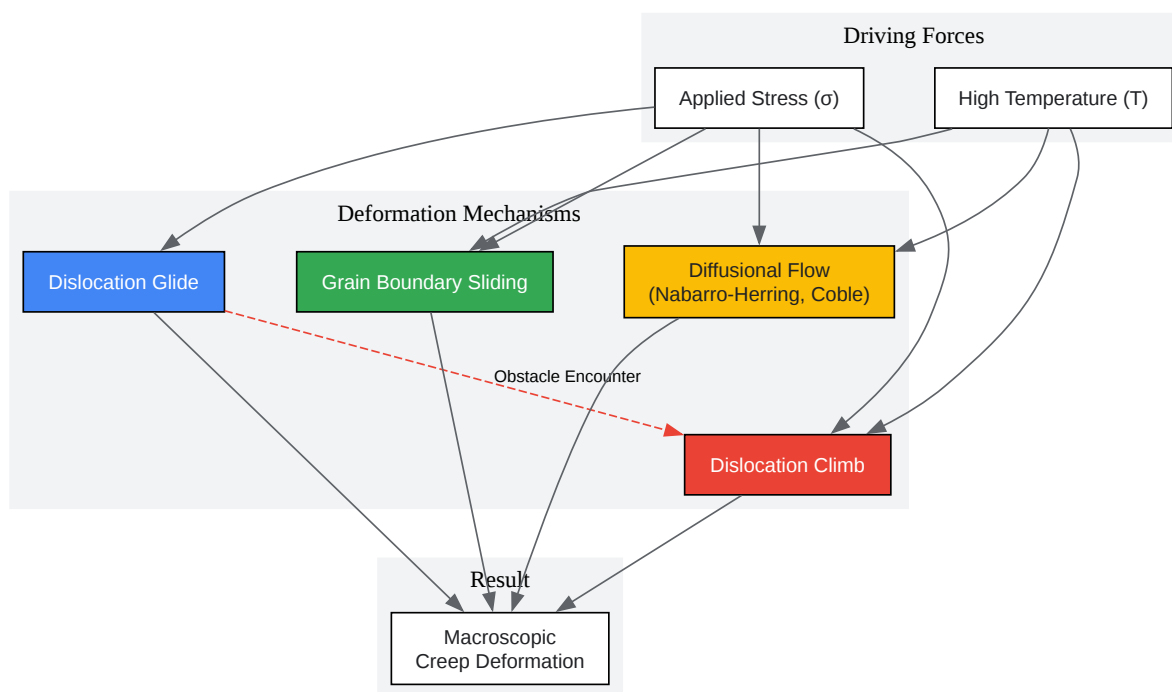 Driving Forces
Applied Stress (σ)
High Temperature (T)
Deformation Mechanisms
Dislocation Glide
Grain Boundary Sliding
Diffusional Flow
(Nabarro-Herring, Coble)
Obstacle Encounter
Dislocation Climb
Result
Macroscopic
Creep Deformation